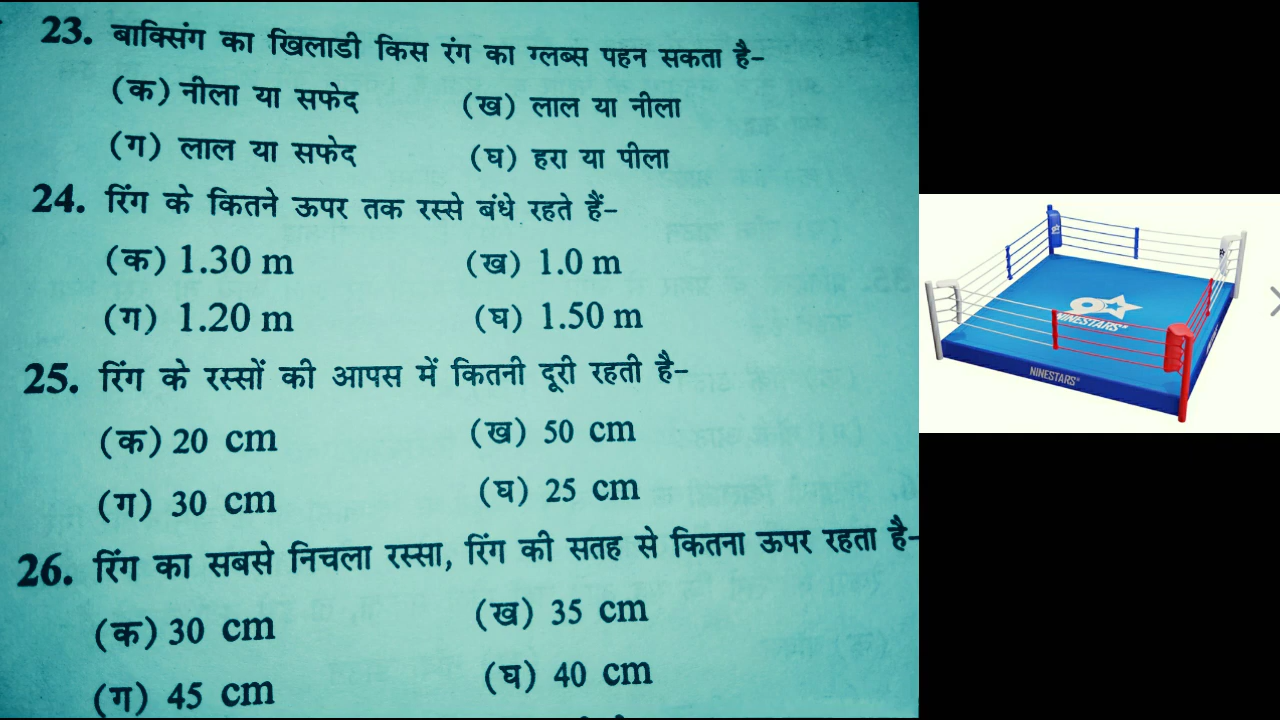 23. बाक्सिंग का खिलाडी किस रंग का ग्लब्स पहन सकता है-
(क) नीला या सफेद (ख) लाल या नीला
(ग) लाल या सफेद (घ) हरा या पीला
24. रिंग के कितने ऊपर तक रस्से बंधे रहते हैं-
(क) 1.30 m (ख) 1.0 m
(ग) 1.20 m (घ) 1.50 m
25. रिंग के रस्सों की आपस में कितनी दूरी रहती है-
(क) 20 cm (ख) 50 cm
(ग) 30 cm (घ) 25 cm
26. रिंग का सबसे निचला रस्सा, रिंग की सतह से कितना ऊपर रहता है-
(क) 30 cm (ख) 35 cm
(ग) 45 cm (घ) 40 cm
NINESTARS®
NINESTARS®